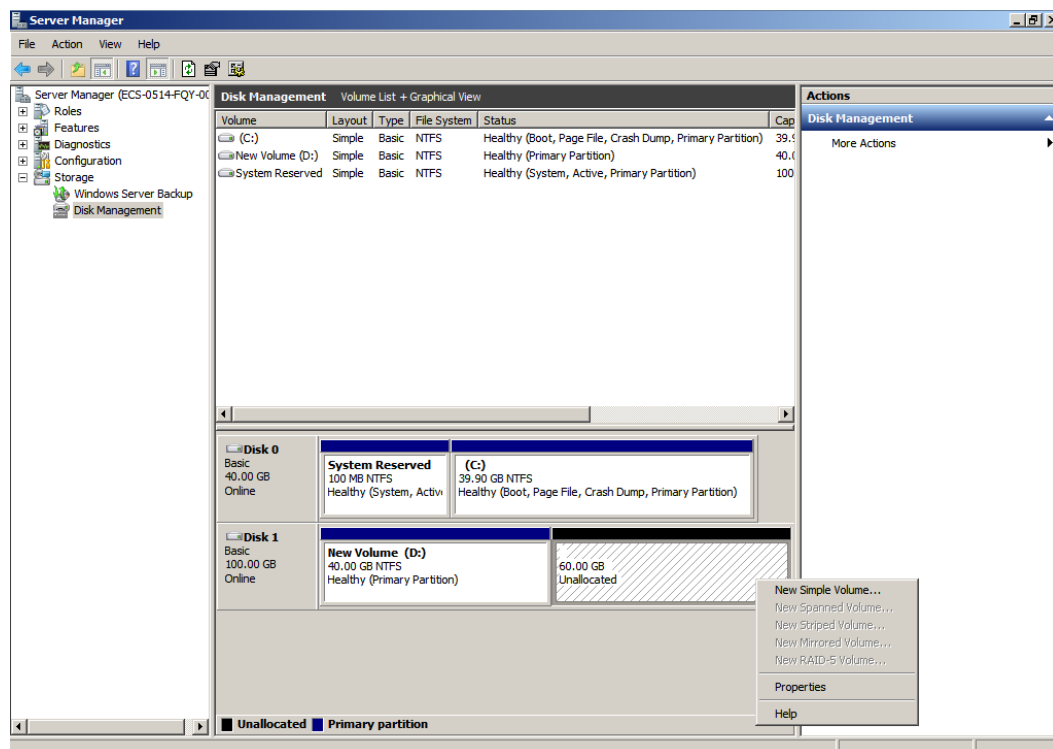 Server Manager
File Action View Help
Server Manager (ECS-0514-FQY-00
Roles
Features
Diagnostics
Configuration
Storage
Windows Server Backup
Disk Management
Disk Management Volume List + Graphical View
Volume Layout Type File System Status Cap
(C:) Simple Basic NTFS Healthy (Boot, Page File, Crash Dump, Primary Partition) 39.9
New Volume (D:) Simple Basic NTFS Healthy (Primary Partition) 40.0
System Reserved Simple Basic NTFS Healthy (System, Active, Primary Partition) 100
Disk 0
Basic
40.00 GB
Online
System Reserved
100 MB NTFS
Healthy (System, Activ
(C:)
39.90 GB NTFS
Healthy (Boot, Page File, Crash Dump, Primary Partition)
Disk 1
Basic
100.00 GB
Online
New Volume (D:)
40.00 GB NTFS
Healthy (Primary Partition)
60.00 GB
Unallocated
Unallocated Primary partition
Actions
Disk Management
More Actions
New Simple Volume...
New Spanned Volume...
New Striped Volume...
New Mirrored Volume...
New RAID-5 Volume...
Properties
Help